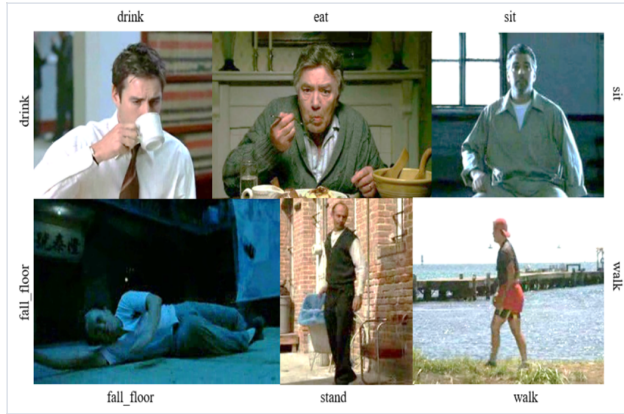 drink eat sit
drink
sit
fall_floor
walk
fall_floor stand walk